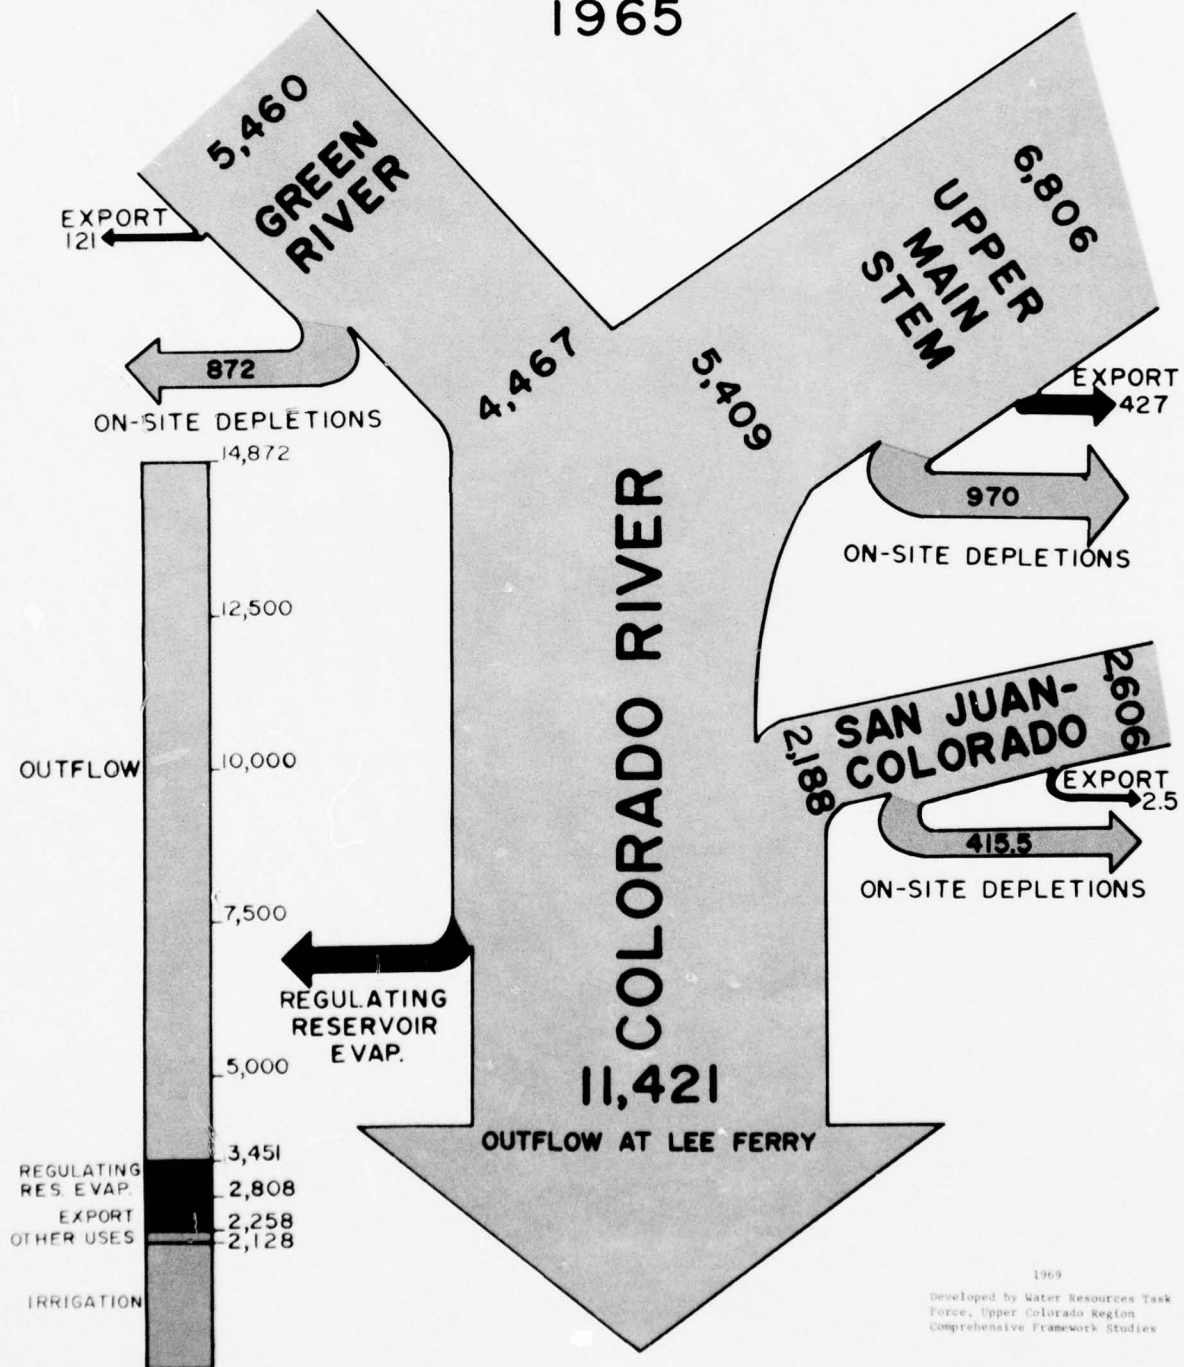 1965
5,460
GREEN
RIVER
EXPORT
121
872
ON-SITE DEPLETIONS
4,467
6,806
UPPER
MAIN
STEM
5,409
EXPORT
427
970
ON-SITE DEPLETIONS
2,606
SAN JUAN-
COLORADO
2,188
EXPORT
2.5
415.5
ON-SITE DEPLETIONS
COLORADO RIVER
REGULATING
RESERVOIR
EVAP.
11,421
OUTFLOW AT LEE FERRY
14,872
12,500
OUTFLOW
10,000
7,500
5,000
3,451
REGULATING
RES. EVAP.
2,808
EXPORT
2,258
OTHER USES
2,128
IRRIGATION
1969
Developed by Water Resources Task
Force, Upper Colorado Region
Comprehensive Framework Studies